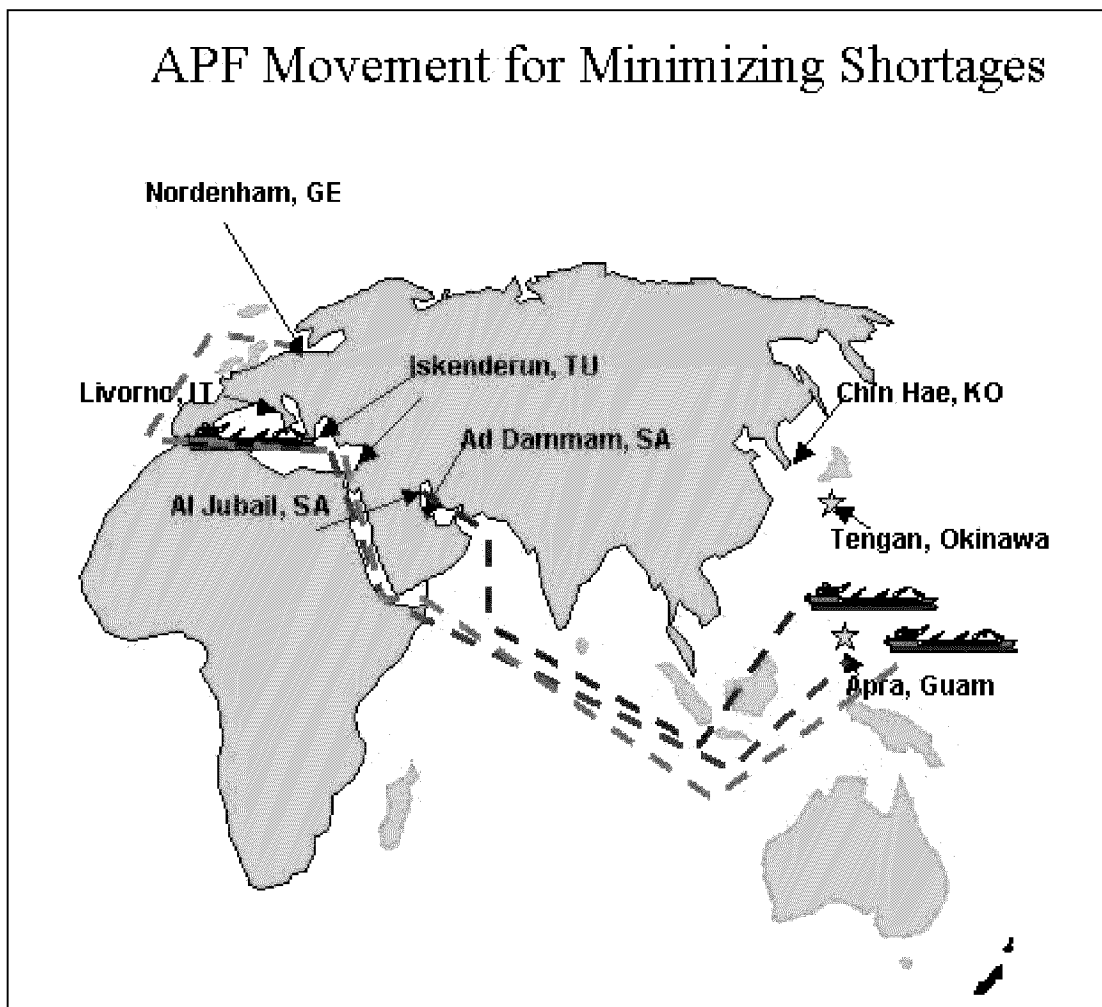 APF Movement for Minimizing Shortages
Nordenham, GE
Iskenderun, TU
Livorno, IT
Chin Hae, KO
Ad Dammam, SA
Al Jubail, SA
Tengan, Okinawa
Apra, Guam